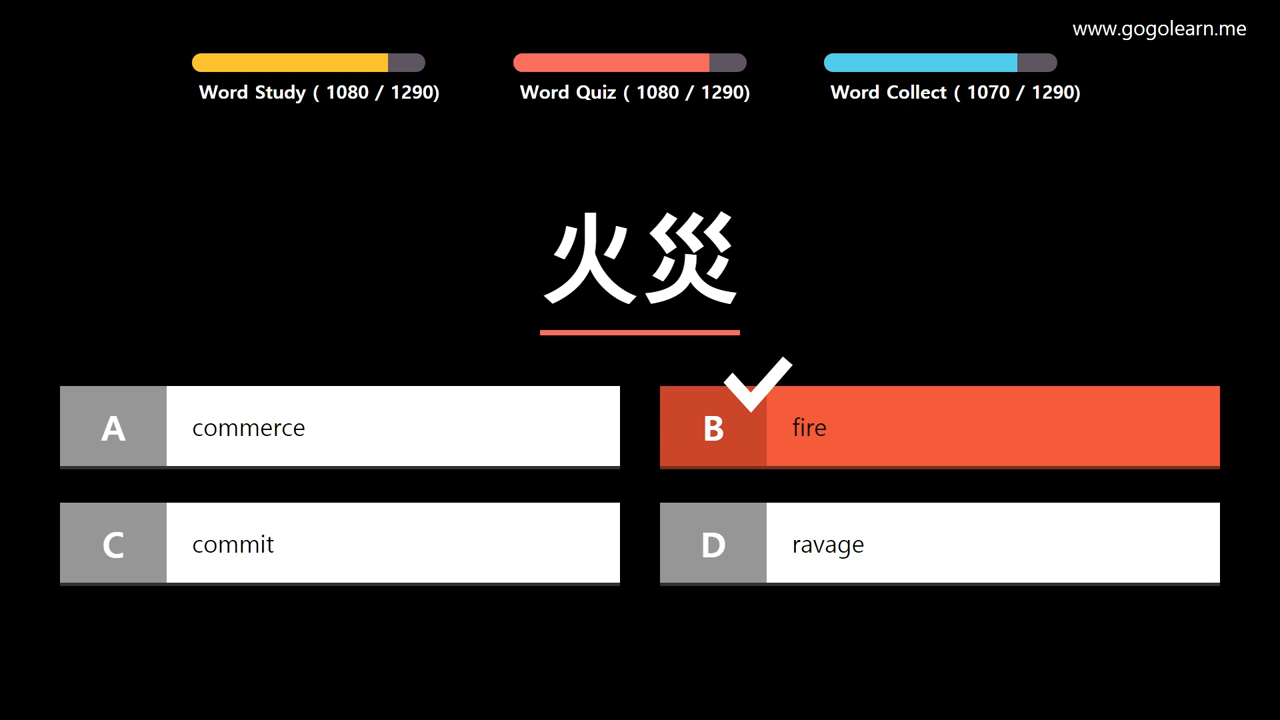 www.gogolearn.me
Word Study ( 1080 / 1290)
Word Quiz ( 1080 / 1290)
Word Collect ( 1070 / 1290)
火災
A commerce
B fire
C commit
D ravage